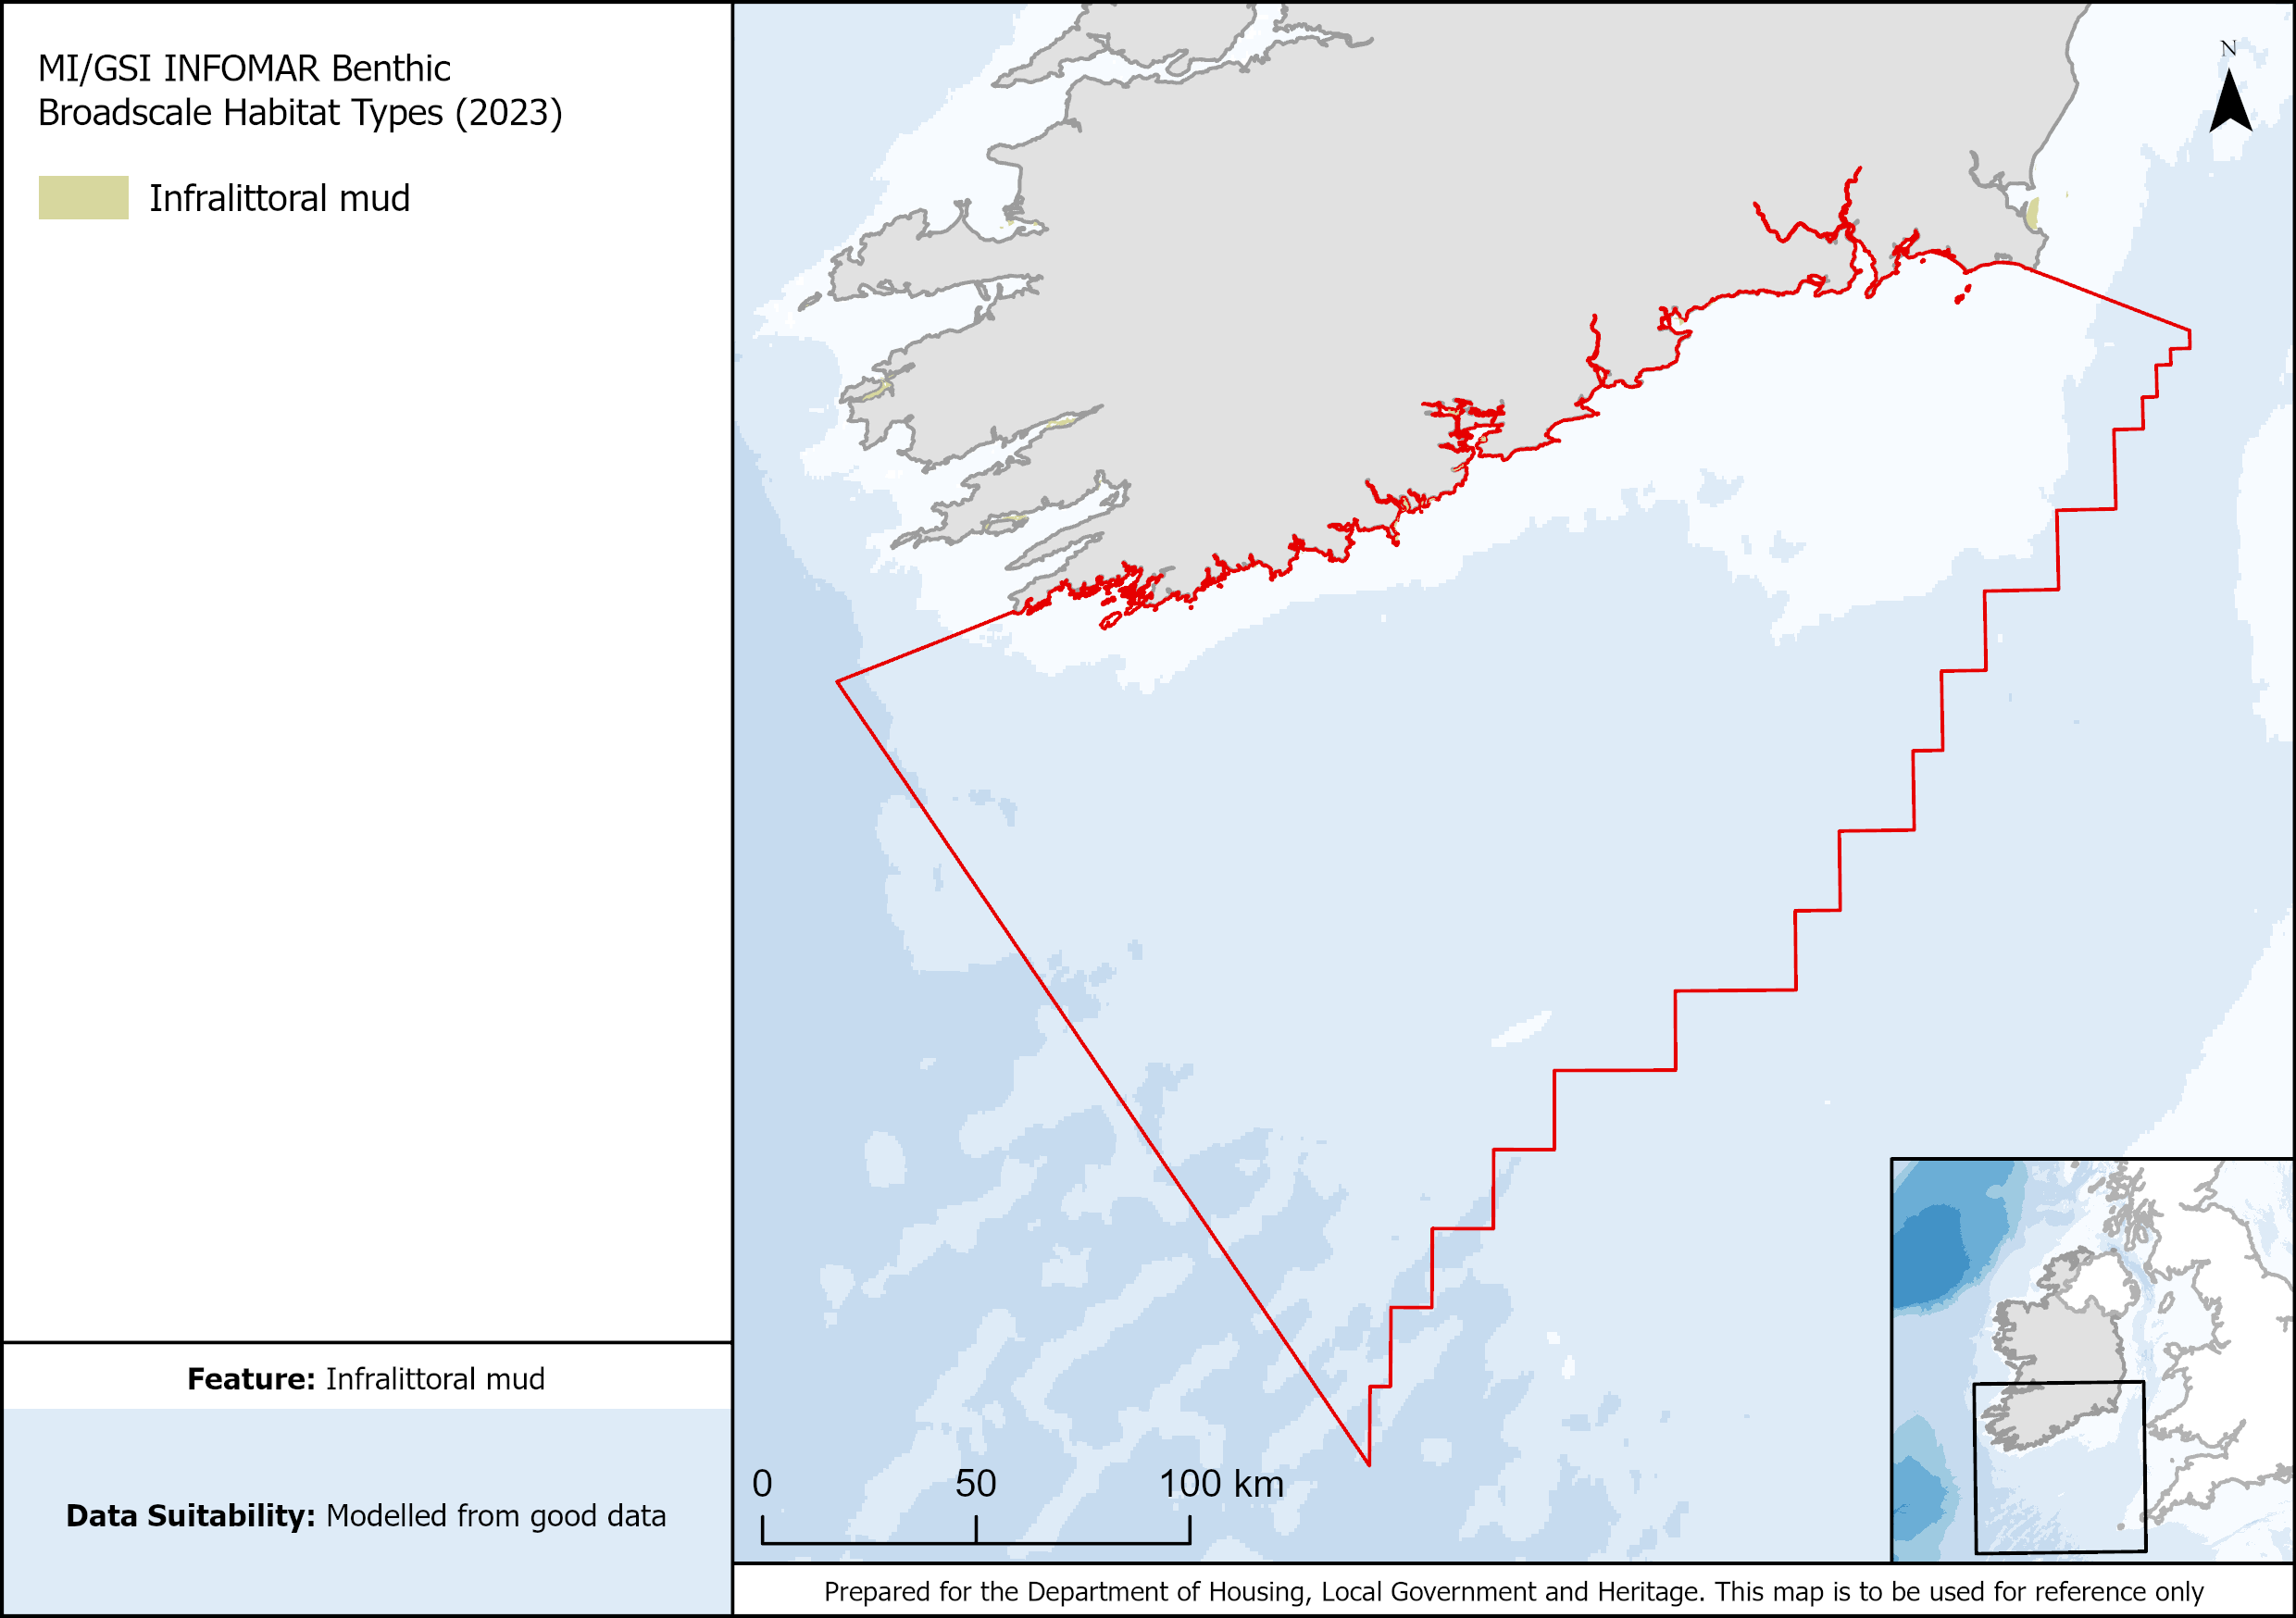 MI/GSI INFOMAR Benthic
Broadscale Habitat Types (2023)
Infralittoral mud
Feature: Infralittoral mud
Data Suitability: Modelled from good data
N
0 50 100 km
Prepared for the Department of Housing, Local Government and Heritage. This map is to be used for reference only